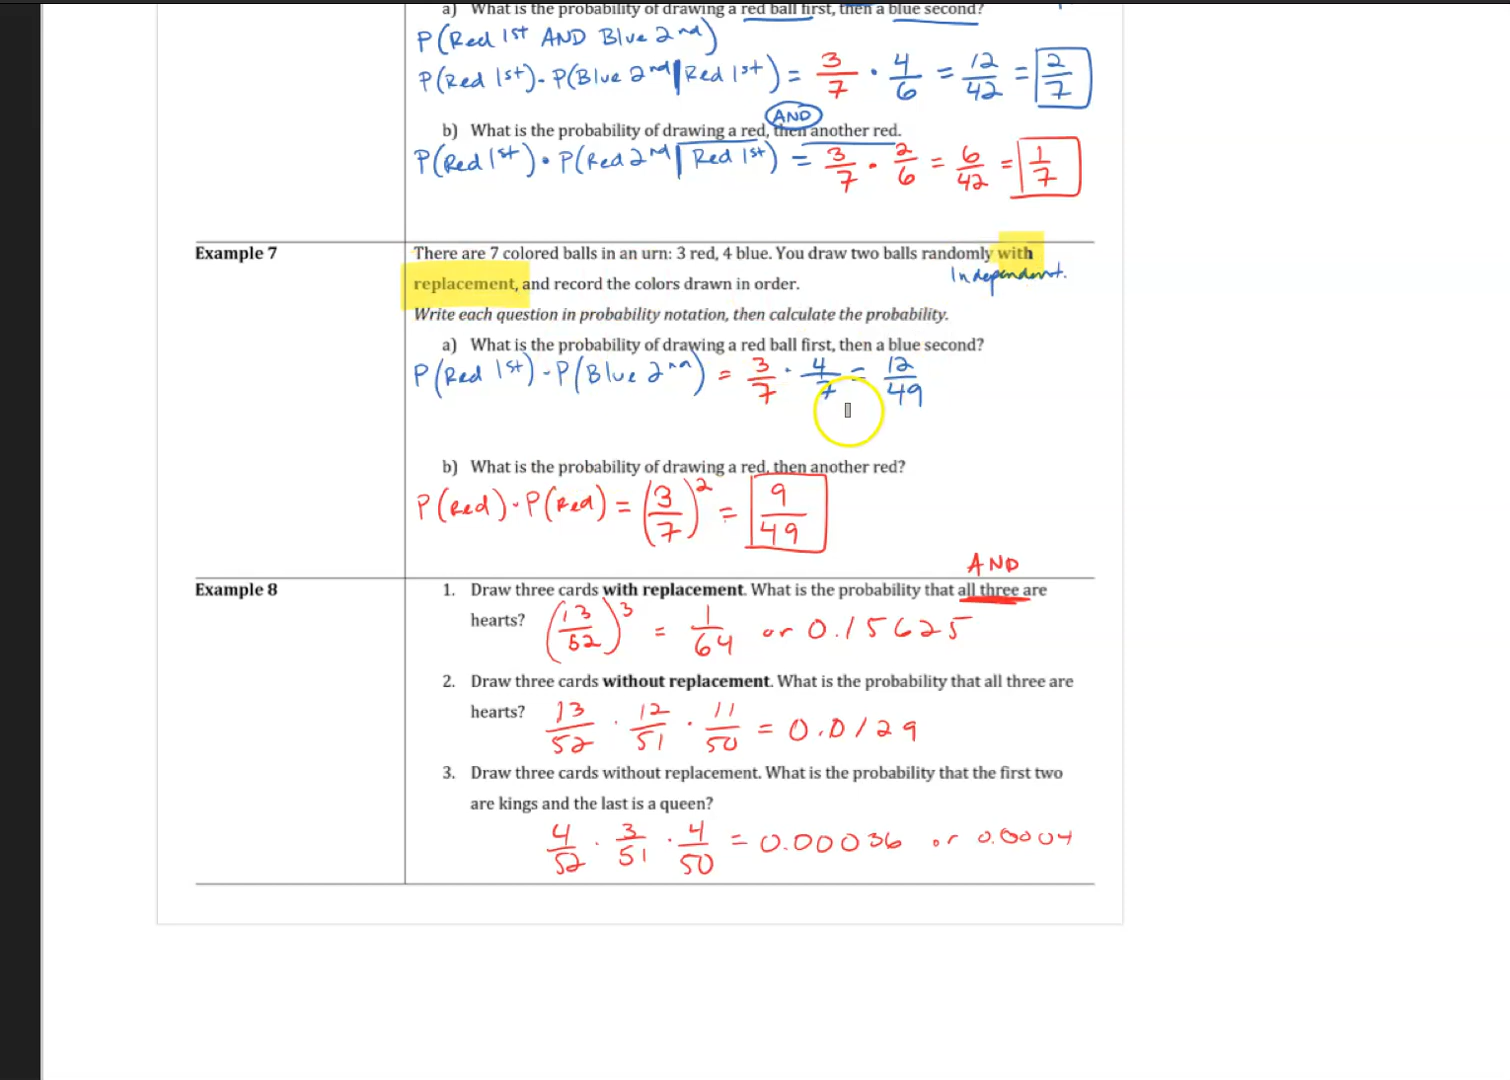 a) What is the probability of drawing a red ball first, then a blue second?
P(Red 1st AND Blue 2nd)
P(Red 1st) · P(Blue 2nd | Red 1st) = 3/7 · 4/6 = 12/42 = 2/7
AND
b) What is the probability of drawing a red, then another red.
P(Red 1st) · P(Red 2nd | Red 1st) = 3/7 · 2/6 = 6/42 = 1/7
Example 7
There are 7 colored balls in an urn: 3 red, 4 blue. You draw two balls randomly with
Independent.
replacement, and record the colors drawn in order.
Write each question in probability notation, then calculate the probability.
a) What is the probability of drawing a red ball first, then a blue second?
P(Red 1st) · P(Blue 2nd) = 3/7 · 4/7 = 12/49
b) What is the probability of drawing a red, then another red?
P(Red) · P(Red) = (3/7)² = 9/49
AND
Example 8
1. Draw three cards with replacement. What is the probability that all three are
hearts? (13/52)³ = 1/64 or 0.15625
2. Draw three cards without replacement. What is the probability that all three are
hearts? 13/52 · 12/51 · 11/50 = 0.0129
3. Draw three cards without replacement. What is the probability that the first two
are kings and the last is a queen?
4/52 · 3/51 · 4/50 = 0.00036 or 0.0004